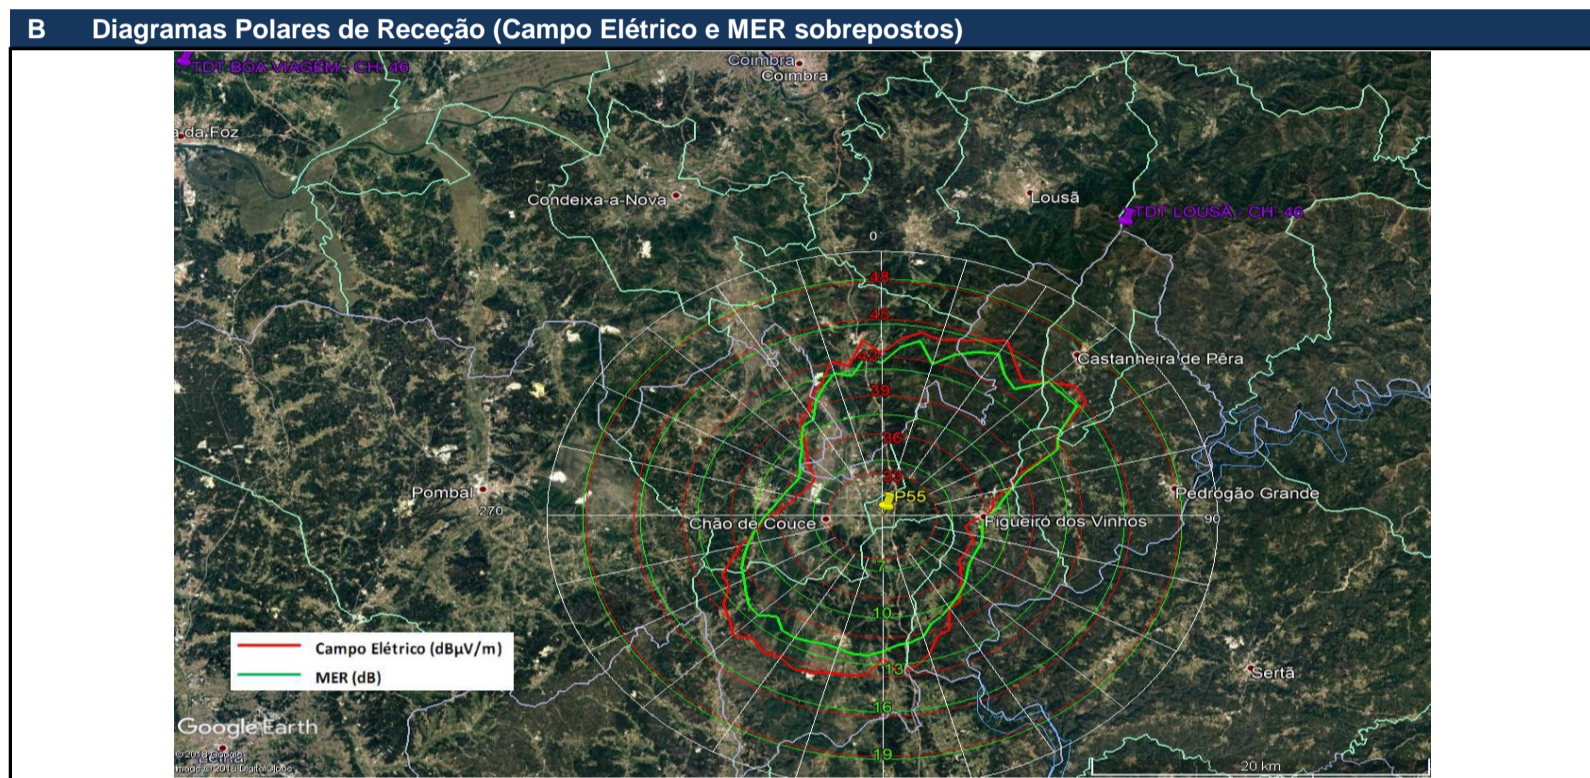 B Diagramas Polares de Receção (Campo Elétrico e MER sobrepostos)
TDT BOA VIAGEM - CH. 46
Coimbra
Coimbra
a da Foz
Condeixa-a-Nova
Lousã
TDT LOUSÃ - CH. 46
0
48
45
42
Castanheira de Pêra
39
36
33
P55
Pombal
270
Pedrógão Grande
Chão de Couce
Figueiró dos Vinhos
90
7
10
13
16
19
Campo Elétrico (dBµV/m)
MER (dB)
Sertã
Google Earth
20 km